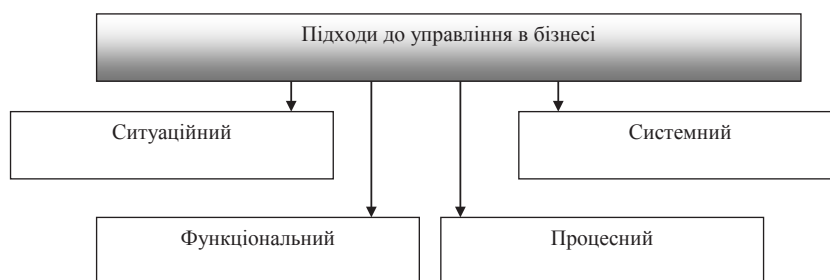 Підходи до управління в бізнесі
Ситуаційний
Системний
Функціональний
Процесний